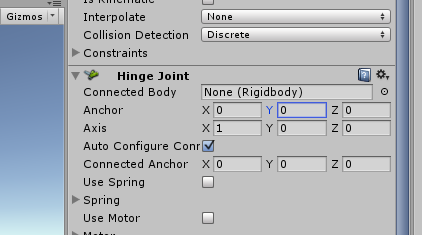 Is Kinematic
Gizmos
Interpolate None
Collision Detection Discrete
Constraints
Hinge Joint
Connected Body None (Rigidbody)
Anchor X 0 Y 0 Z 0
Axis X 1 Y 0 Z 0
Auto Configure Conr
Connected Anchor X 0 Y 0 Z 0
Use Spring
Spring
Use Motor
Motor